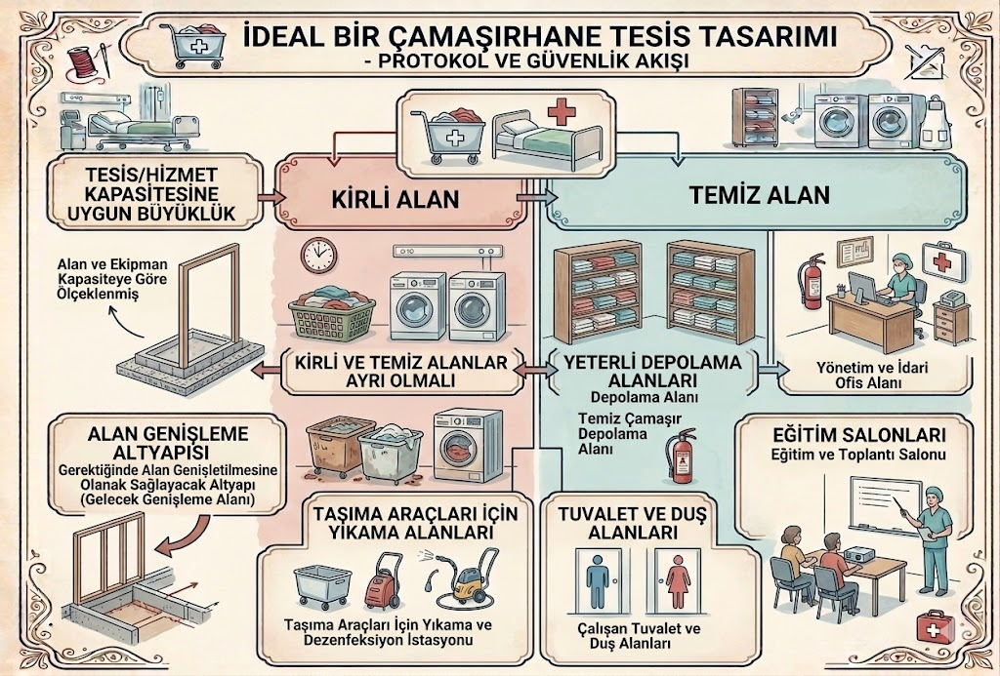 İDEAL BİR ÇAMAŞIRHANE TESİS TASARIMI
- PROTOKOL VE GÜVENLİK AKIŞI
TESİS/HİZMET
KAPASİTESİNE
UYGUN BÜYÜKLÜK
KİRLİ ALAN
TEMİZ ALAN
Alan ve Ekipman
Kapasiteye Göre
Ölçeklenmiş
KİRLİ VE TEMİZ ALANLAR
AYRI OLMALI
YETERLİ DEPOLAMA
ALANLARI
Depolama Alanı
Temiz Çamaşır
Depolama
Alanı
Yönetim ve İdari
Ofis Alanı
ALAN GENİŞLEME
ALTYAPISI
Gerektiğinde Alan Genişletilmesine
Olanak Sağlayacak Altyapı
(Gelecek Genişleme Alanı)
EĞİTİM SALONLARI
Eğitim ve Toplantı Salonu
TAŞIMA ARAÇLARI İÇİN
YIKAMA ALANLARI
Taşıma Araçları İçin Yıkama ve
Dezenfeksiyon İstasyonu
TUVALET VE DUŞ
ALANLARI
Çalışan Tuvalet ve
Duş Alanları